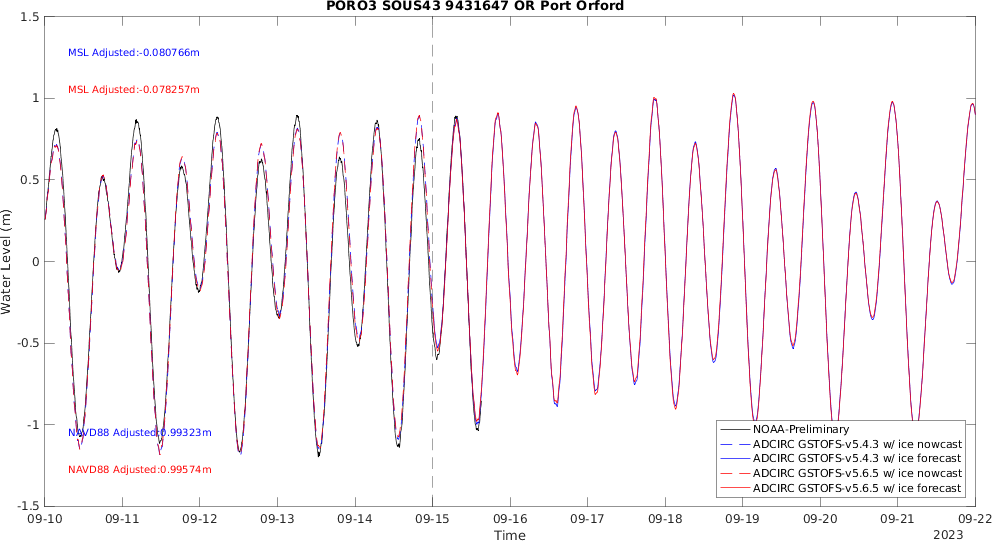 PORO3 SOUS43 9431647 OR Port Orford
1.5
1
0.5
0
-0.5
-1
-1.5
Water Level (m)
MSL Adjusted:-0.080766m
MSL Adjusted:-0.078257m
NAVD88 Adjusted:0.99323m
NAVD88 Adjusted:0.99574m
NOAA-Preliminary
ADCIRC GSTOFS-v5.4.3 w/ ice nowcast
ADCIRC GSTOFS-v5.4.3 w/ ice forecast
ADCIRC GSTOFS-v5.6.5 w/ ice nowcast
ADCIRC GSTOFS-v5.6.5 w/ ice forecast
09-10 09-11 09-12 09-13 09-14 09-15 09-16 09-17 09-18 09-19 09-20 09-21 09-22
Time
2023